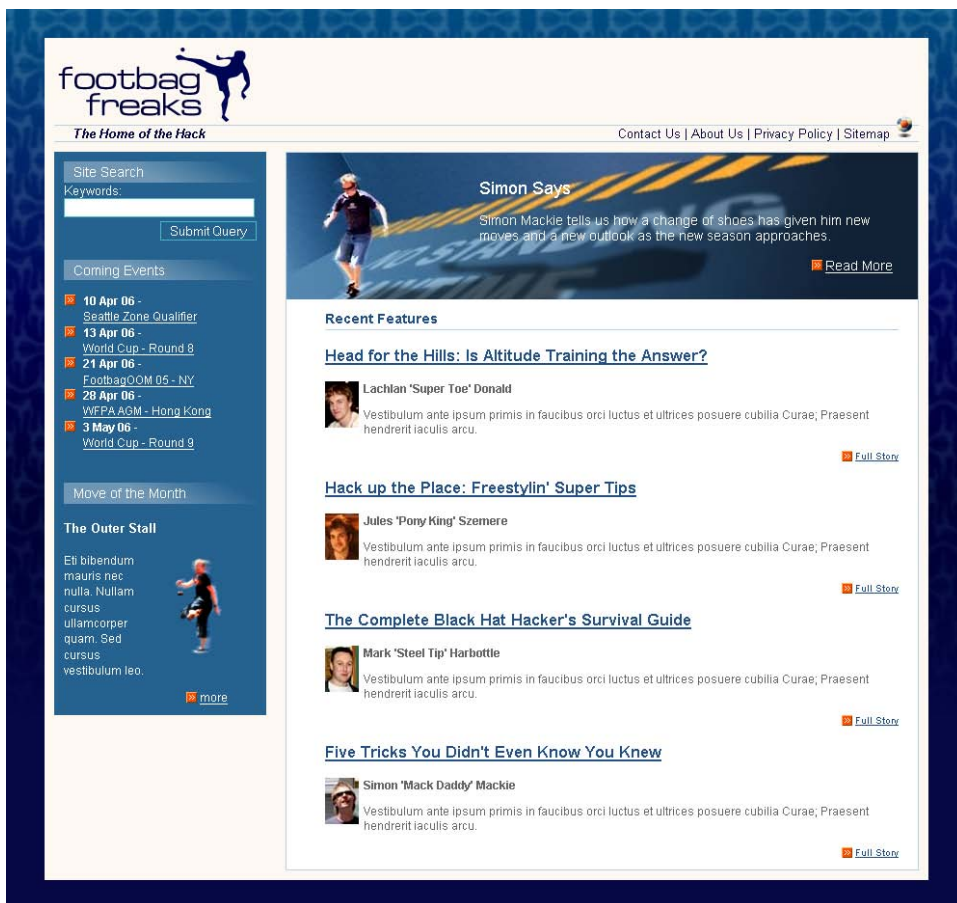 footbag
freaks
The Home of the Hack
Contact Us | About Us | Privacy Policy | Sitemap
Site Search
Keywords:
Submit Query
Coming Events
10 Apr 06 -
Seattle Zone Qualifier
13 Apr 06 -
World Cup - Round 8
21 Apr 06 -
FootbagOOM 05 - NY
28 Apr 06 -
WFPA AGM - Hong Kong
3 May 06 -
World Cup - Round 9
Move of the Month
The Outer Stall
Eti bibendum
mauris nec
nulla. Nullam
cursus
ullamcorper
quam. Sed
cursus
vestibulum leo.
more
Simon Says
Simon Mackie tells us how a change of shoes has given him new
moves and a new outlook as the new season approaches.
Read More
NO STANDING
ANYTIME
Recent Features
Head for the Hills: Is Altitude Training the Answer?
Lachlan 'Super Toe' Donald
Vestibulum ante ipsum primis in faucibus orci luctus et ultrices posuere cubilia Curae; Praesent
hendrerit iaculis arcu.
Full Story
Hack up the Place: Freestylin' Super Tips
Jules 'Pony King' Szemere
Vestibulum ante ipsum primis in faucibus orci luctus et ultrices posuere cubilia Curae; Praesent
hendrerit iaculis arcu.
Full Story
The Complete Black Hat Hacker's Survival Guide
Mark 'Steel Tip' Harbottle
Vestibulum ante ipsum primis in faucibus orci luctus et ultrices posuere cubilia Curae; Praesent
hendrerit iaculis arcu.
Full Story
Five Tricks You Didn't Even Know You Knew
Simon 'Mack Daddy' Mackie
Vestibulum ante ipsum primis in faucibus orci luctus et ultrices posuere cubilia Curae; Praesent
hendrerit iaculis arcu.
Full Story